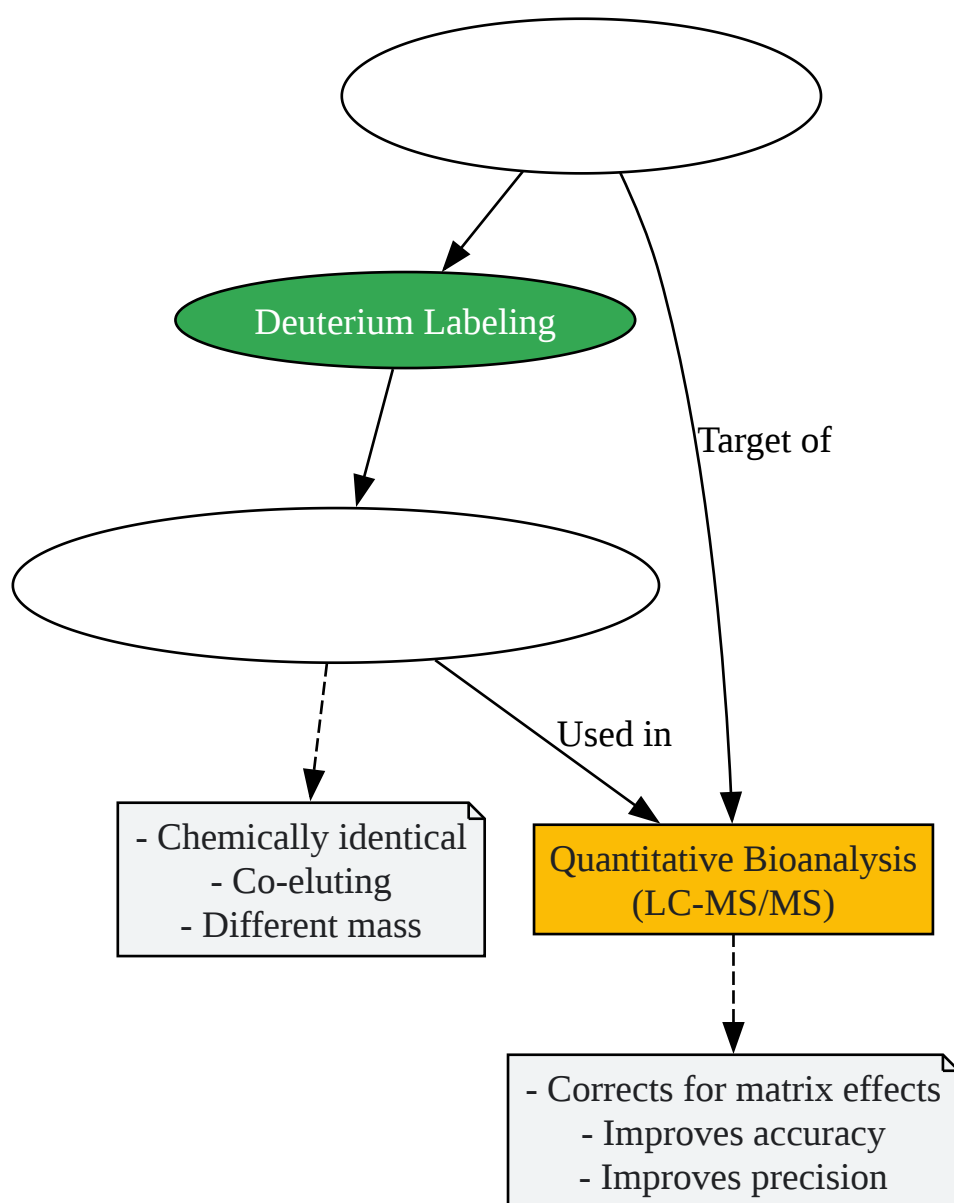 Deuterium Labeling
Target of
Used in
- Chemically identical
- Co-eluting
- Different mass
Quantitative Bioanalysis
(LC-MS/MS)
- Corrects for matrix effects
- Improves accuracy
- Improves precision